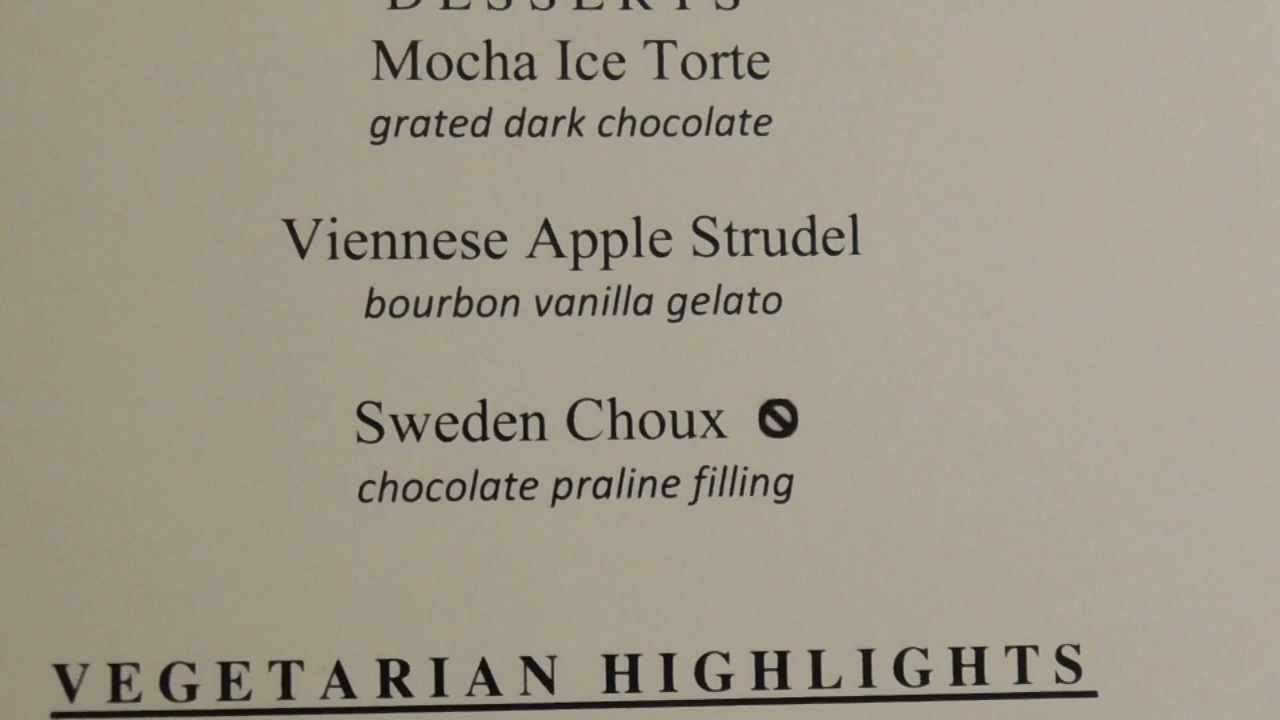 DESSERTS
Mocha Ice Torte
grated dark chocolate
Viennese Apple Strudel
bourbon vanilla gelato
Sweden Choux
chocolate praline filling
VEGETARIAN HIGHLIGHTS